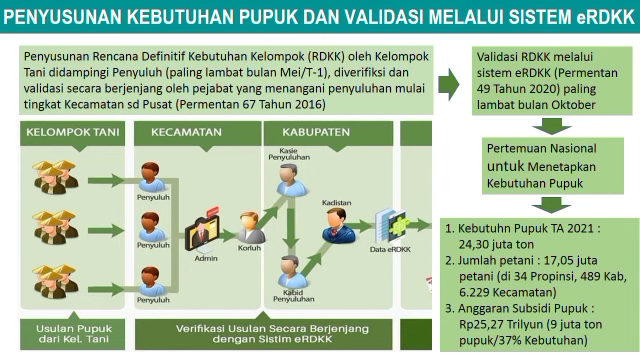 PENYUSUNAN KEBUTUHAN PUPUK DAN VALIDASI MELALUI SISTEM eRDKK
Penyusunan Rencana Definitif Kebutuhan Kelompok (RDKK) oleh Kelompok
Tani didampingi Penyuluh (paling lambat bulan Mei/T-1), diverifikasi dan
validasi secara berjenjang oleh pejabat yang menangani penyuluhan mulai
tingkat Kecamatan sd Pusat (Permentan 67 Tahun 2016)
Validasi RDKK melalui
sistem eRDKK (Permentan
49 Tahun 2020) paling
lambat bulan Oktober
KELOMPOK TANI
KECAMATAN
KABUPATEN
Penyuluh
Penyuluh
Penyuluh
Admin
Korluh
Kasie
Penyuluhan
Kabid
Penyuluhan
Kadistan
Data eRDKK
Usulan Pupuk
dari Kel. Tani
Verifikasi Usulan Secara Berjenjang
dengan Sistim eRDKK
Pertemuan Nasional
untuk Menetapkan
Kebutuhan Pupuk
1. Kebutuhn Pupuk TA 2021 :
24,30 juta ton
2. Jumlah petani : 17,05 juta
petani (di 34 Propinsi, 489 Kab,
6.229 Kecamatan)
3. Anggaran Subsidi Pupuk :
Rp25,27 Trilyun (9 juta ton
pupuk/37% Kebutuhan)